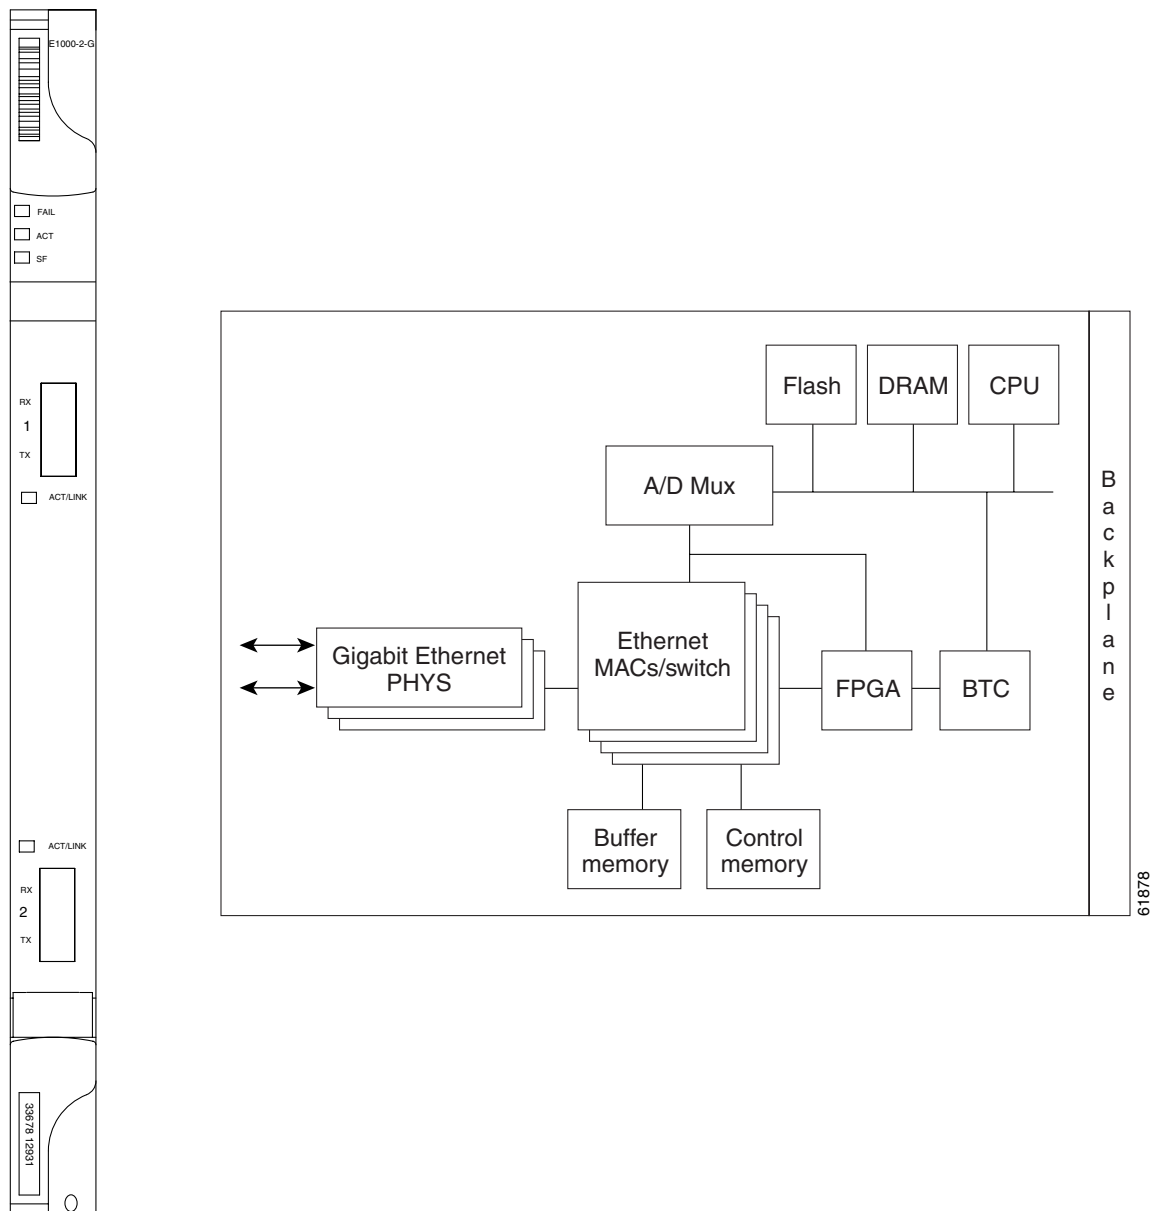 E1000-2-G
FAIL
ACT
SF
RX
1
TX
ACT/LINK
ACT/LINK
RX
2
TX
33678 12931
Flash
DRAM
CPU
A/D Mux
Ethernet
MACs/switch
Gigabit Ethernet
PHYS
FPGA
BTC
Buffer
memory
Control
memory
Backplane
61878